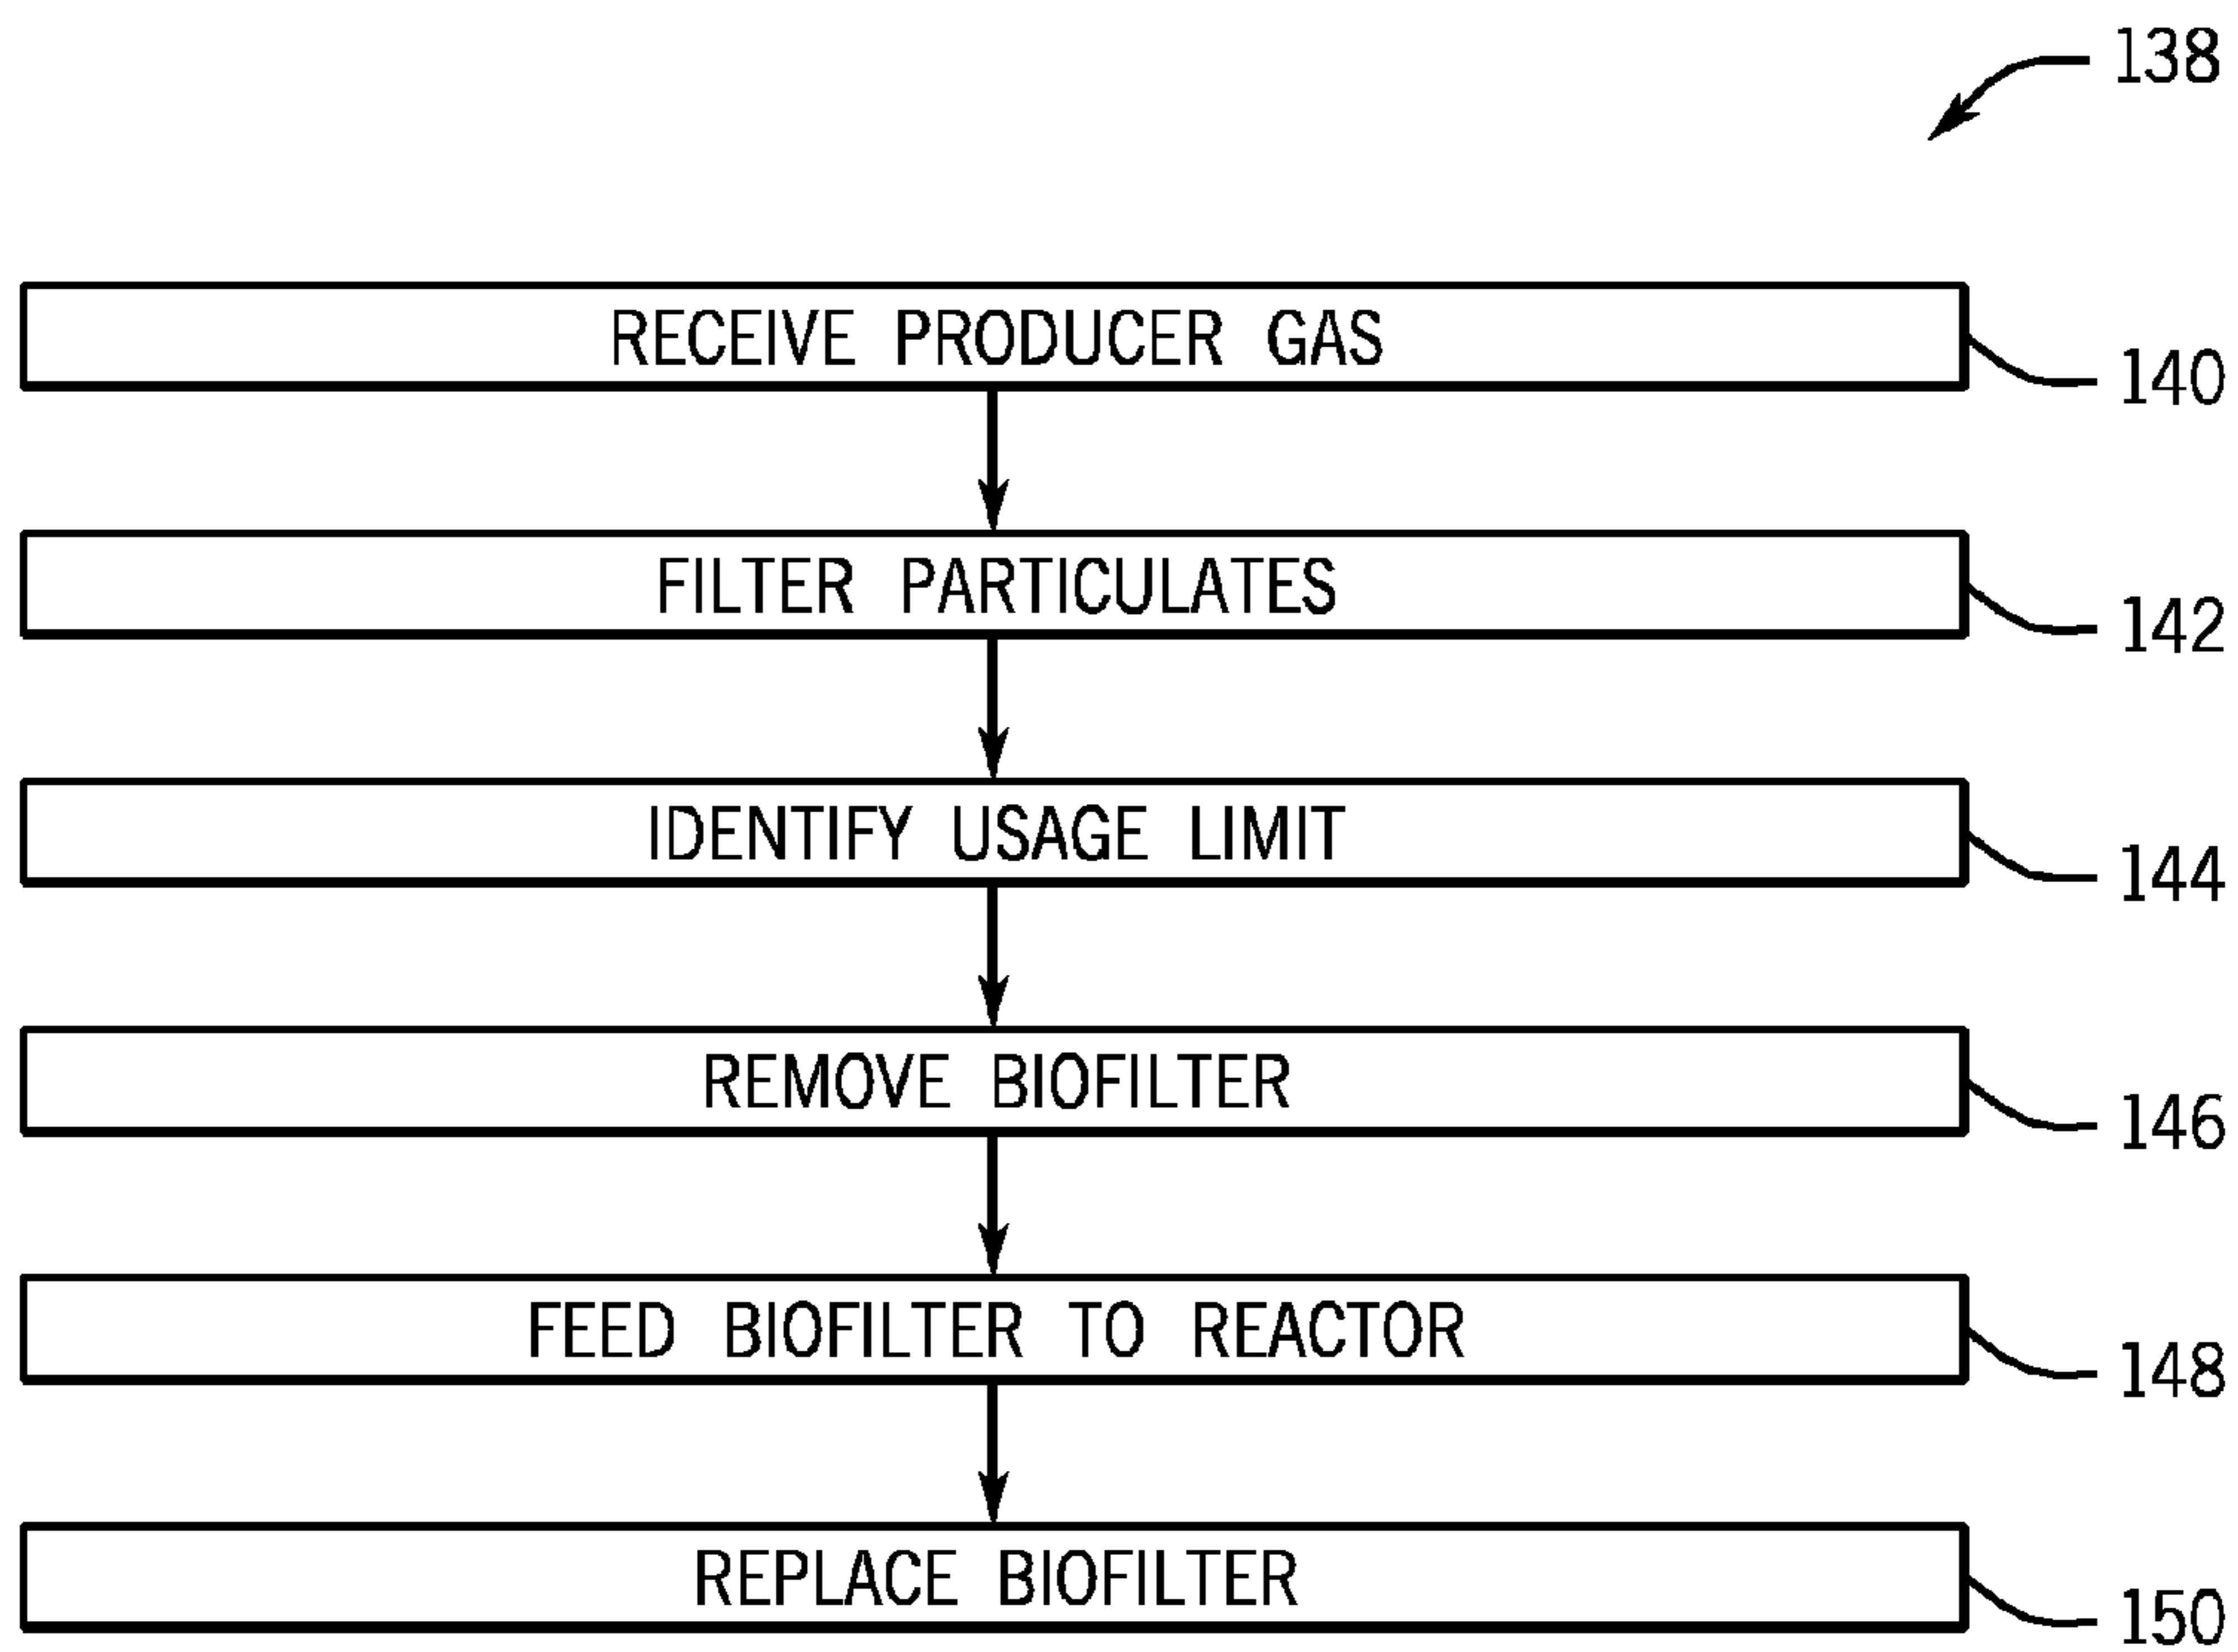 138
RECEIVE PRODUCER GAS
140
FILTER PARTICULATES
142
IDENTIFY USAGE LIMIT
144
REMOVE BIOFILTER
146
FEED BIOFILTER TO REACTOR
148
REPLACE BIOFILTER
150